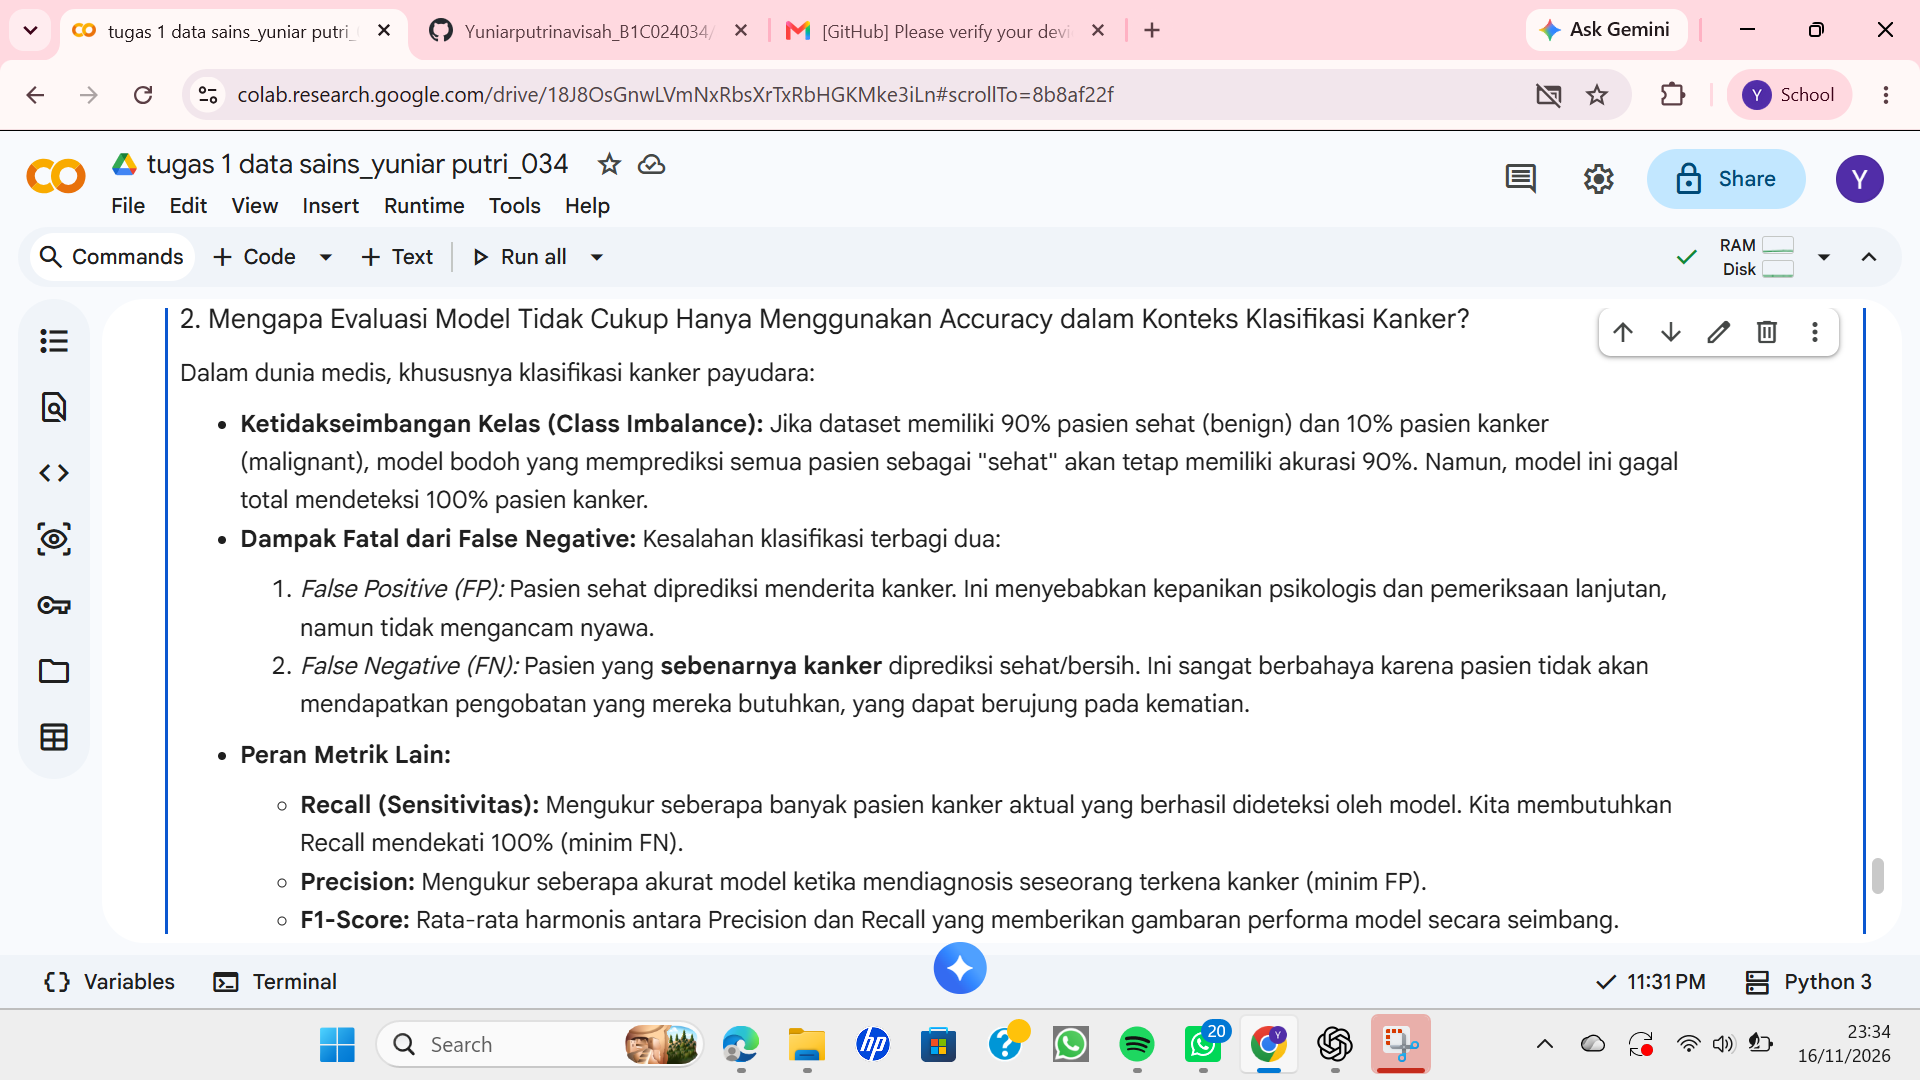 tugas 1 data sains_yuniar putri_
Yuniarputrinavisah_B1C024034/
[GitHub] Please verify your devi
Ask Gemini
colab.research.google.com/drive/18J8OsGnwLVmNxRbsXrTxRbHGKMke3iLn#scrollTo=8b8af22f
Y School
tugas 1 data sains_yuniar putri_034
File Edit View Insert Runtime Tools Help
Share
Y
Commands + Code + Text Run all
RAM
Disk
2. Mengapa Evaluasi Model Tidak Cukup Hanya Menggunakan Accuracy dalam Konteks Klasifikasi Kanker?
Dalam dunia medis, khususnya klasifikasi kanker payudara:
• Ketidakseimbangan Kelas (Class Imbalance): Jika dataset memiliki 90% pasien sehat (benign) dan 10% pasien kanker
(malignant), model bodoh yang memprediksi semua pasien sebagai "sehat" akan tetap memiliki akurasi 90%. Namun, model ini gagal
total mendeteksi 100% pasien kanker.
• Dampak Fatal dari False Negative: Kesalahan klasifikasi terbagi dua:
1. False Positive (FP): Pasien sehat diprediksi menderita kanker. Ini menyebabkan kepanikan psikologis dan pemeriksaan lanjutan,
namun tidak mengancam nyawa.
2. False Negative (FN): Pasien yang sebenarnya kanker diprediksi sehat/bersih. Ini sangat berbahaya karena pasien tidak akan
mendapatkan pengobatan yang mereka butuhkan, yang dapat berujung pada kematian.
• Peran Metrik Lain:
◦ Recall (Sensitivitas): Mengukur seberapa banyak pasien kanker aktual yang berhasil dideteksi oleh model. Kita membutuhkan
Recall mendekati 100% (minim FN).
◦ Precision: Mengukur seberapa akurat model ketika mendiagnosis seseorang terkena kanker (minim FP).
◦ F1-Score: Rata-rata harmonis antara Precision dan Recall yang memberikan gambaran performa model secara seimbang.
Variables
Terminal
11:31 PM
Python 3
Search
hp
20
Y
23:34
16/11/2026